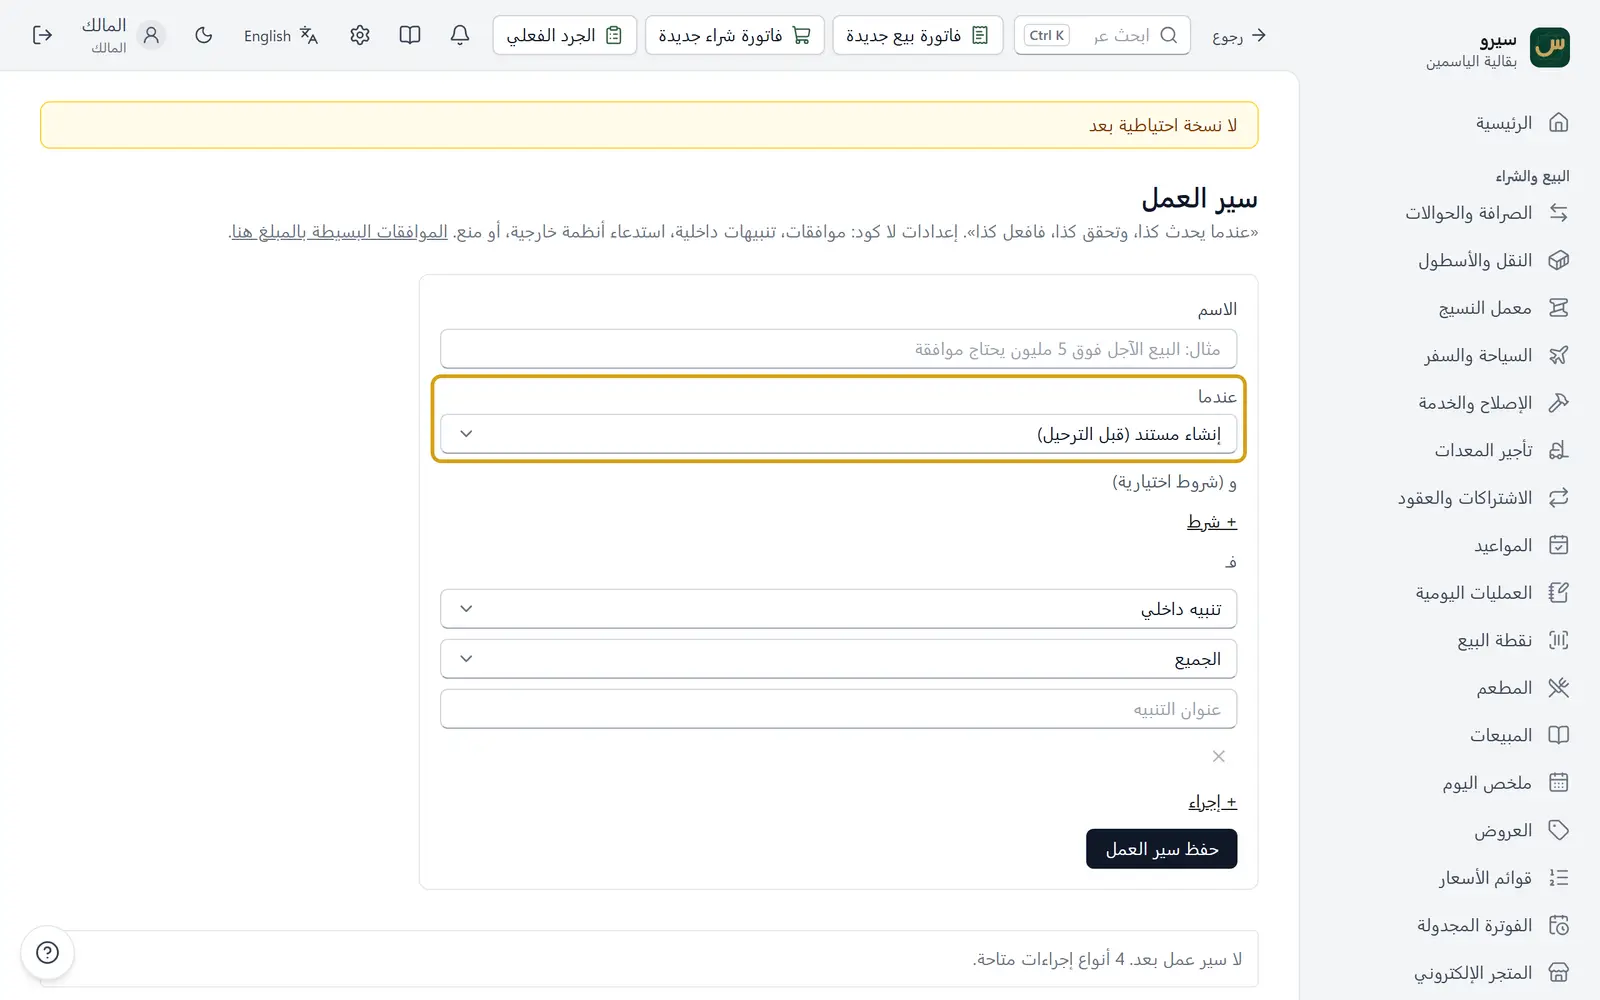 سيرو
بقالية الياسمين
رجوع
ابحث عر
Ctrl K
فاتورة بيع جديدة
فاتورة شراء جديدة
الجرد الفعلي
English
المالك
المالك
الرئيسية
البيع والشراء
الصرافة والحوالات
النقل والأسطول
معمل النسيج
السياحة والسفر
الإصلاح والخدمة
تأجير المعدات
الاشتراكات والعقود
المواعيد
العمليات اليومية
نقطة البيع
المطعم
المبيعات
ملخص اليوم
العروض
قوائم الأسعار
الفوترة المجدولة
المتجر الإلكتروني
لا نسخة احتياطية بعد
سير العمل
«عندما يحدث كذا، وتحقق كذا، فافعل كذا». إعدادات لا كود: موافقات، تنبيهات داخلية، استدعاء أنظمة خارجية، أو منع. الموافقات البسيطة بالمبلغ هنا.
الاسم
مثال: البيع الآجل فوق 5 مليون يحتاج موافقة
عندما
إنشاء مستند (قبل الترحيل)
و (شروط اختيارية)
+ شرط
فـ
تنبيه داخلي
الجميع
عنوان التنبيه
+ إجراء
حفظ سير العمل
لا سير عمل بعد. 4 أنواع إجراءات متاحة.